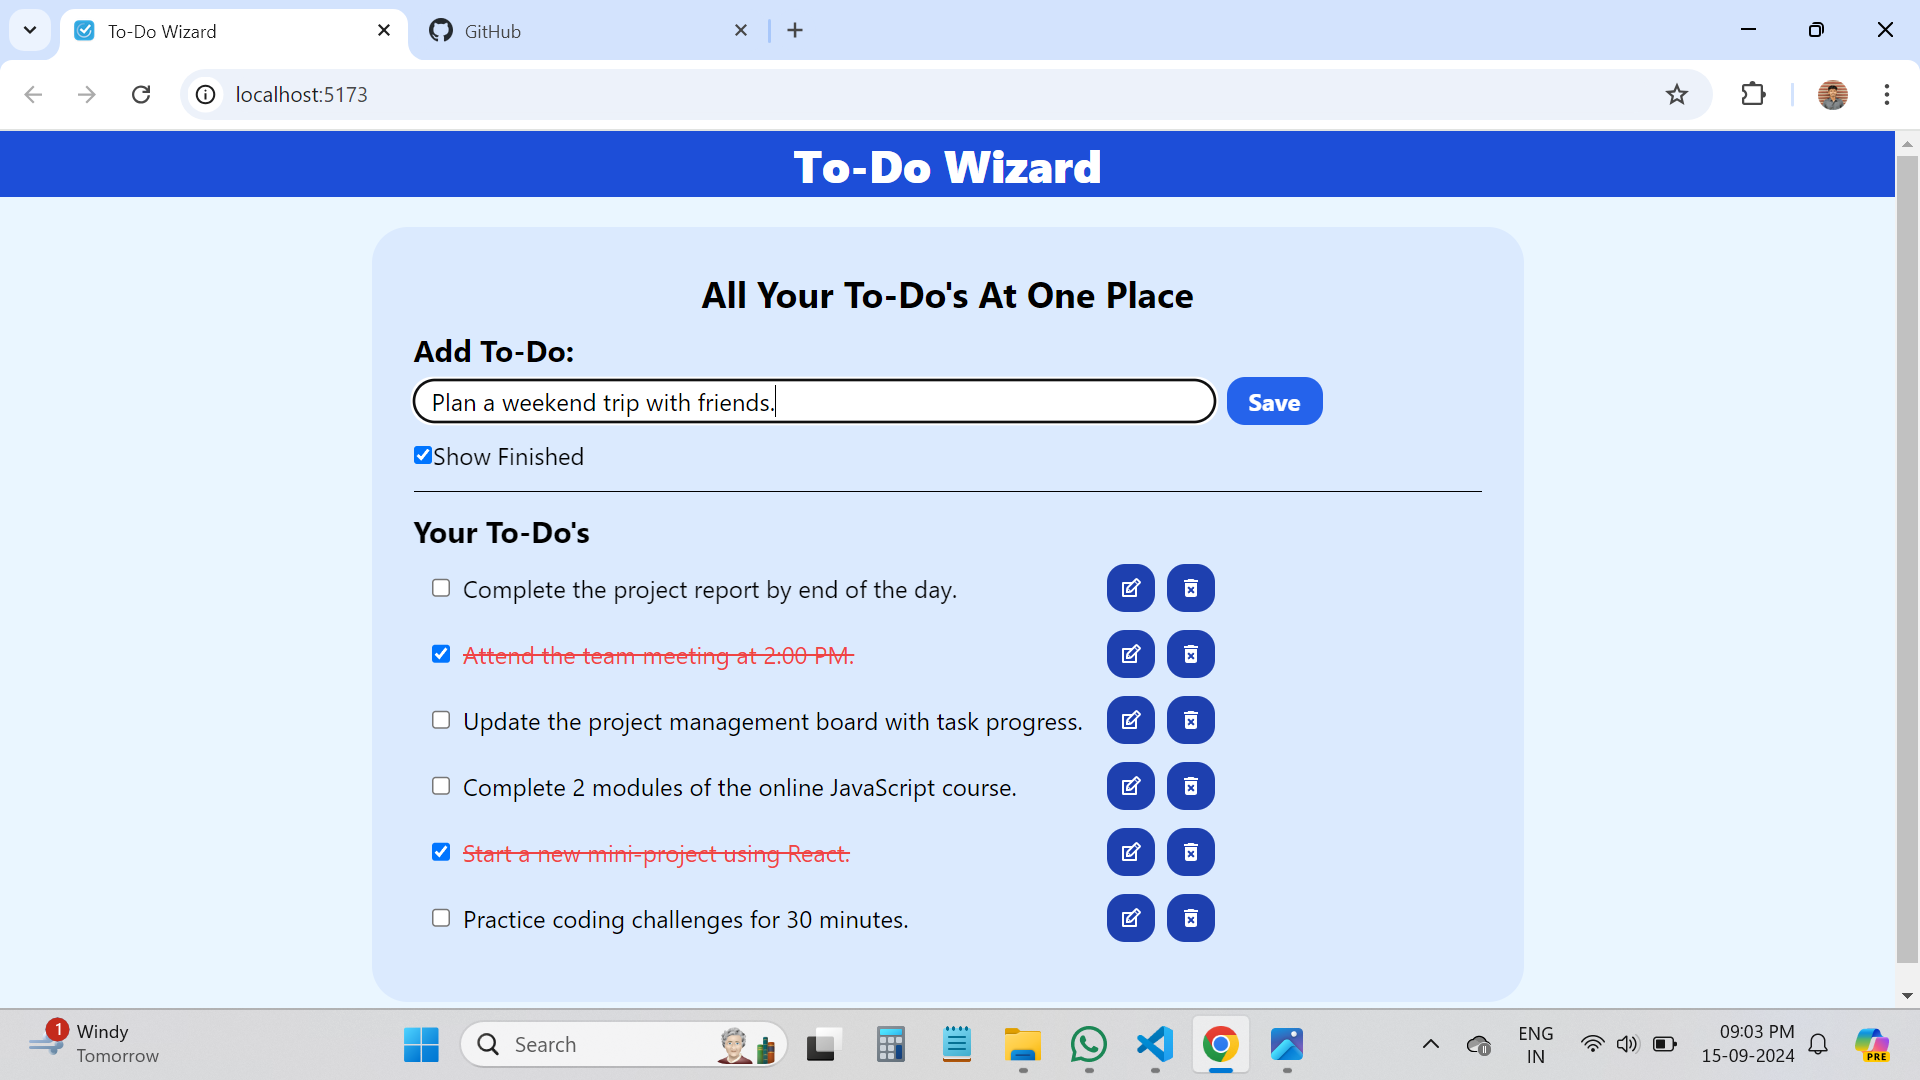 To-Do Wizard
GitHub
localhost:5173
To-Do Wizard
All Your To-Do's At One Place
Add To-Do:
Plan a weekend trip with friends.
Save
Show Finished
Your To-Do's
Complete the project report by end of the day.
Attend the team meeting at 2:00 PM.
Update the project management board with task progress.
Complete 2 modules of the online JavaScript course.
Start a new mini-project using React.
Practice coding challenges for 30 minutes.
1
Windy
Tomorrow
Search
ENG
IN
09:03 PM
15-09-2024
PRE